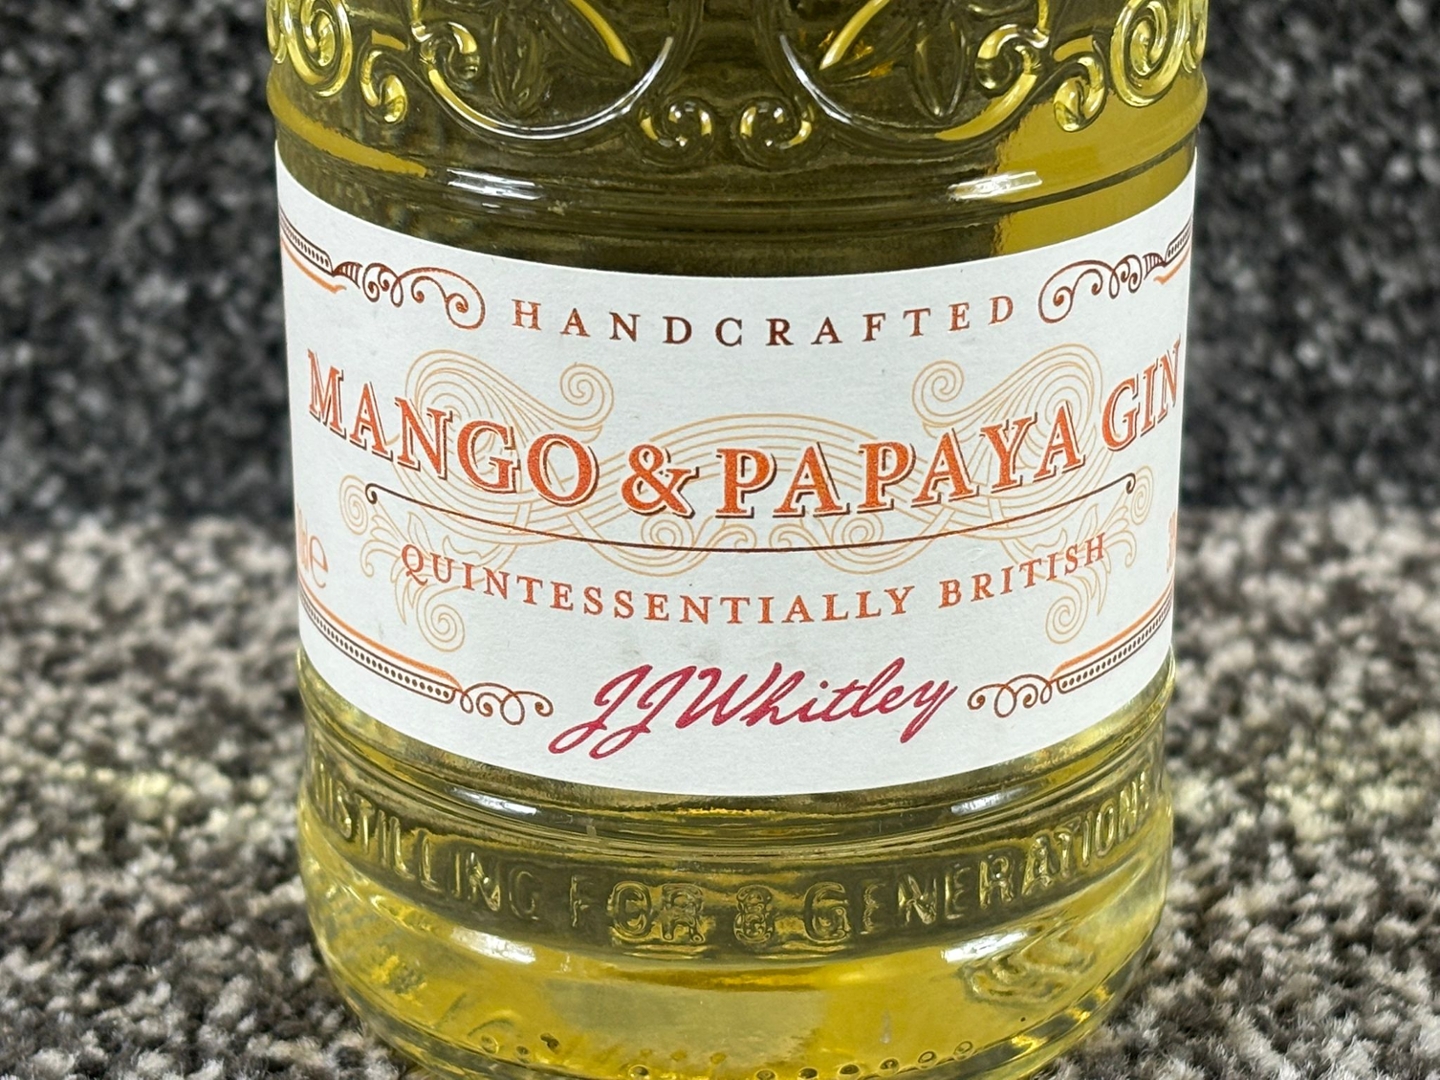 HANDCRAFTED
MANGO & PAPAYA GIN
QUINTESSENTIALLY BRITISH
JJWhitley
DISTILLING FOR 8 GENERATIONS